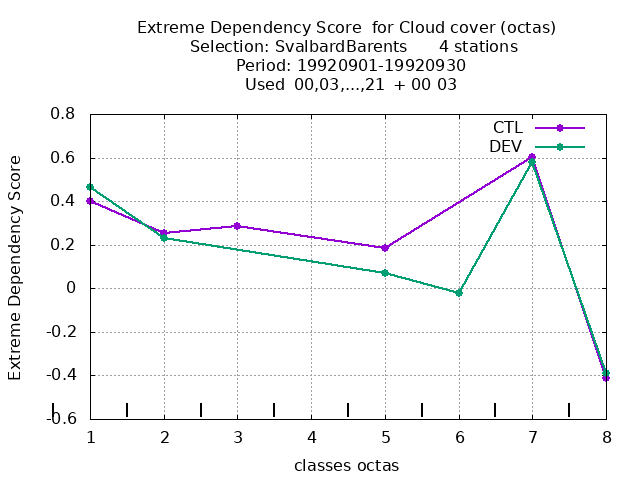 Extreme Dependency Score  for Cloud cover (octas)
Selection: SvalbardBarents      4 stations
Period: 19920901-19920930
Used  00,03,...,21  + 00 03
CTL
DEV
Extreme Dependency Score
0.8
0.6
0.4
0.2
0
-0.2
-0.4
-0.6
1 2 3 4 5 6 7 8
classes octas